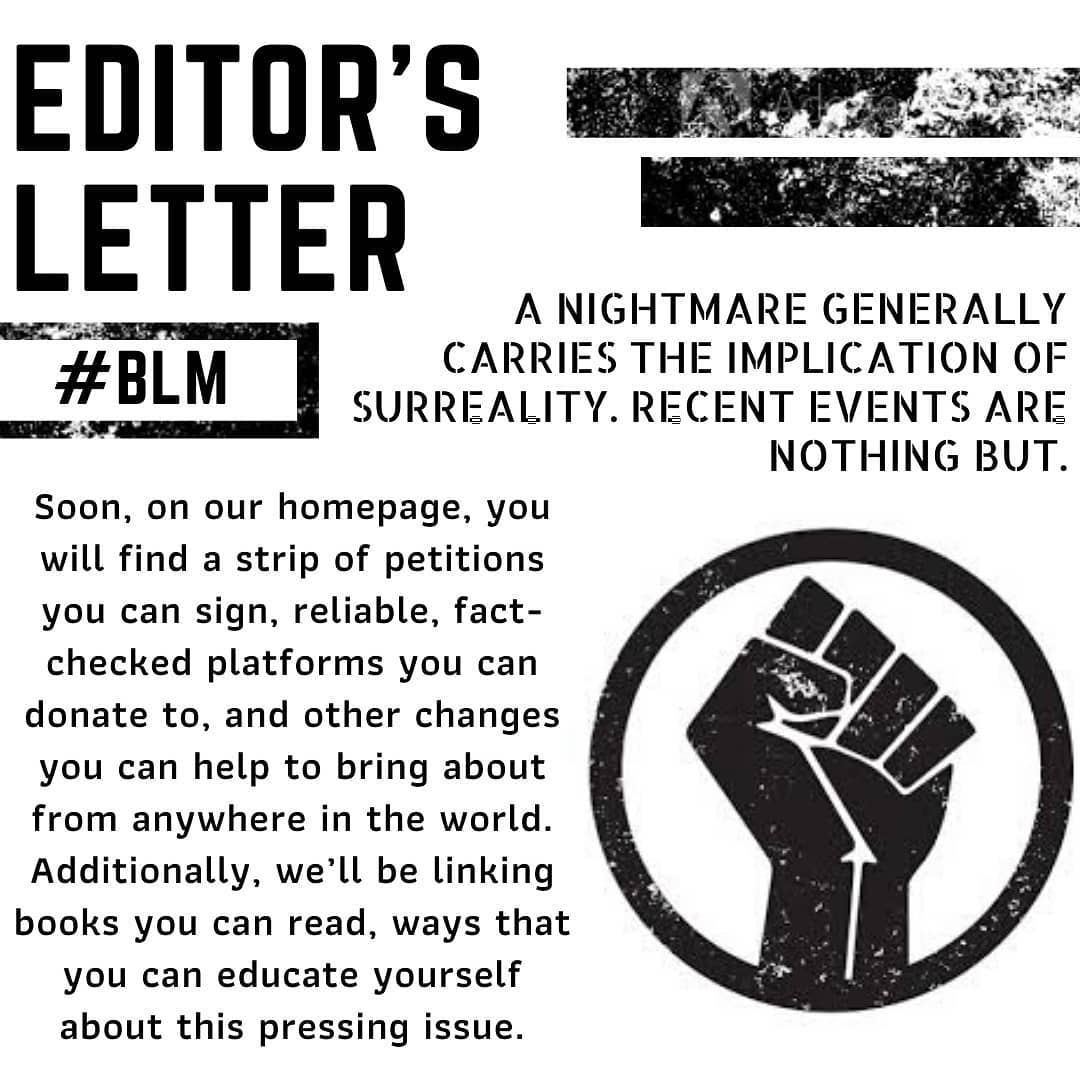 EDITOR'S
LETTER
#BLM
A NIGHTMARE GENERALLY
CARRIES THE IMPLICATION OF
SURREALITY. RECENT EVENTS ARE
NOTHING BUT.
Soon, on our homepage, you
will find a strip of petitions
you can sign, reliable, fact-
checked platforms you can
donate to, and other changes
you can help to bring about
from anywhere in the world.
Additionally, we'll be linking
books you can read, ways that
you can educate yourself
about this pressing issue.